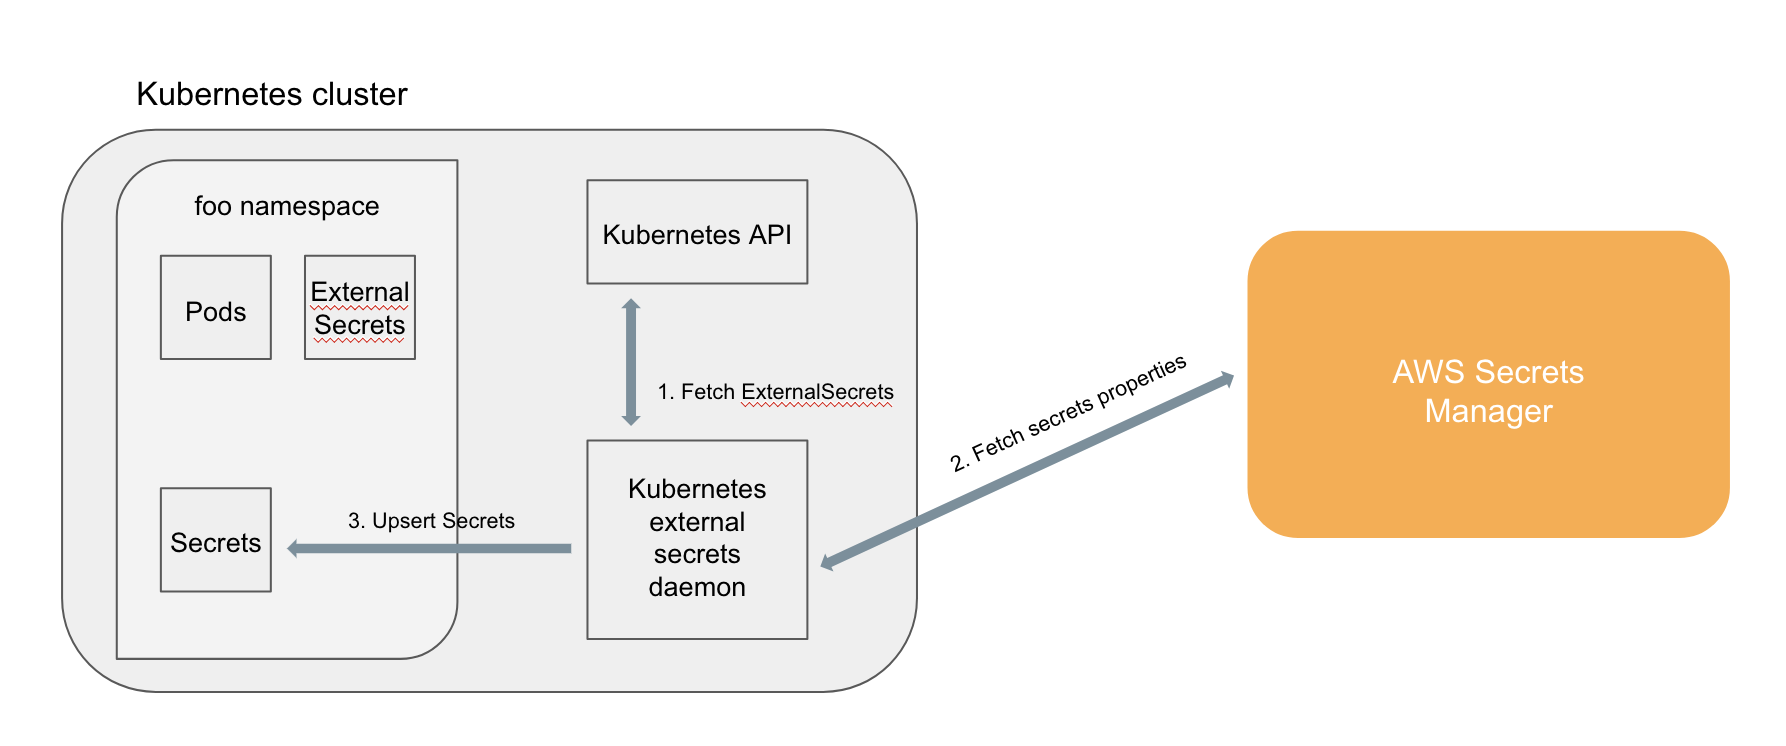 Kubernetes cluster
foo namespace
Pods
External
Secrets
Kubernetes API
1. Fetch ExternalSecrets
2. Fetch secrets properties
AWS Secrets
Manager
Kubernetes
external
secrets
daemon
3. Upsert Secrets
Secrets